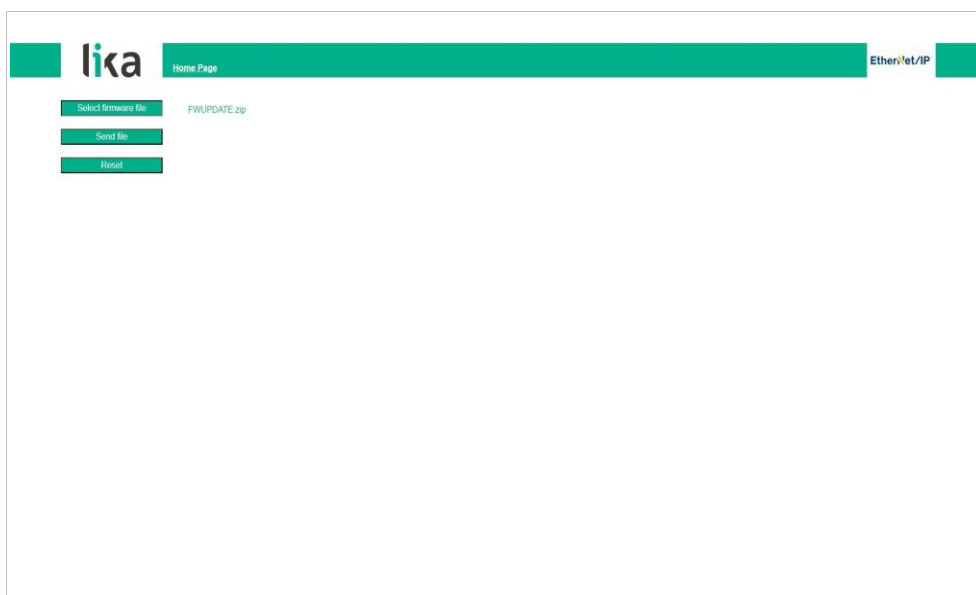 lika
Home Page
EtherNet/IP
Select firmware file
FWUPDATE.zip
Send file
Reset